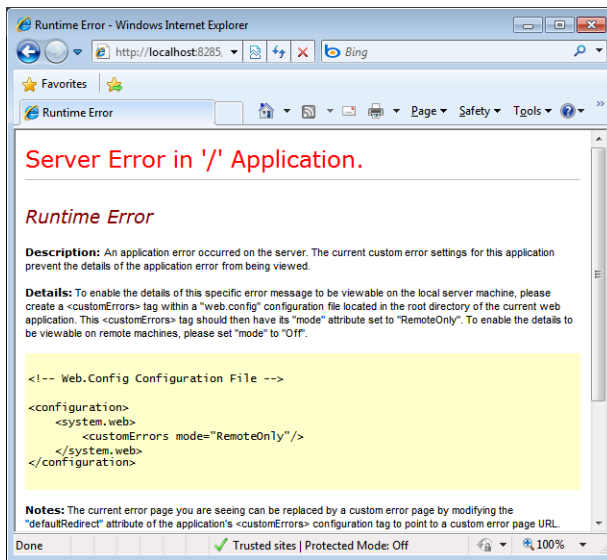 Runtime Error - Windows Internet Explorer
http://localhost:8285,
Bing
Favorites
Runtime Error
Page Safety Tools
Server Error in '/' Application.
Runtime Error
Description: An application error occurred on the server. The current custom error settings for this application
prevent the details of the application error from being viewed.
Details: To enable the details of this specific error message to be viewable on the local server machine, please
create a <customErrors> tag within a "web.config" configuration file located in the root directory of the current web
application. This <customErrors> tag should then have its "mode" attribute set to "RemoteOnly". To enable the details to
be viewable on remote machines, please set "mode" to "Off".
<!-- Web.Config Configuration File -->
<configuration>
    <system.web>
        <customErrors mode="RemoteOnly"/>
    </system.web>
</configuration>
Notes: The current error page you are seeing can be replaced by a custom error page by modifying the
"defaultRedirect" attribute of the application's <customErrors> configuration tag to point to a custom error page URL.
Done
Trusted sites | Protected Mode: Off
100%